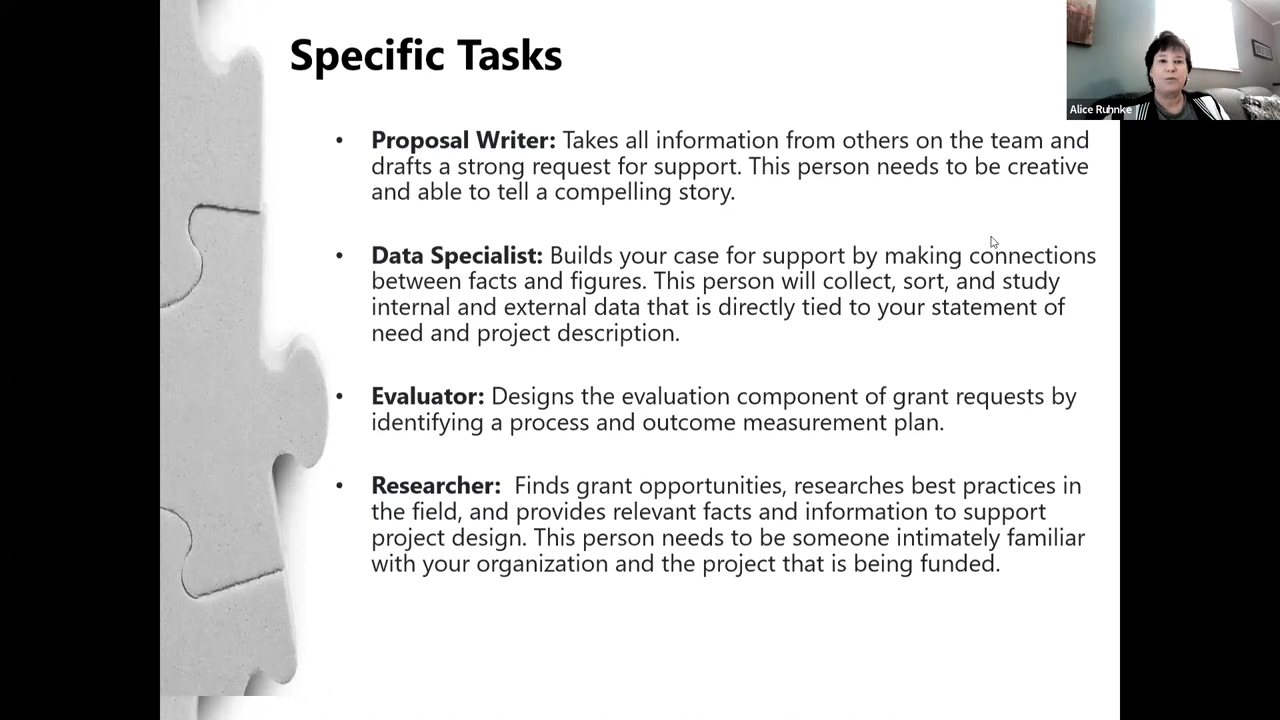 Specific Tasks
Alice Ruhnke
• Proposal Writer: Takes all information from others on the team and
drafts a strong request for support. This person needs to be creative
and able to tell a compelling story.
• Data Specialist: Builds your case for support by making connections
between facts and figures. This person will collect, sort, and study
internal and external data that is directly tied to your statement of
need and project description.
• Evaluator: Designs the evaluation component of grant requests by
identifying a process and outcome measurement plan.
• Researcher:  Finds grant opportunities, researches best practices in
the field, and provides relevant facts and information to support
project design. This person needs to be someone intimately familiar
with your organization and the project that is being funded.